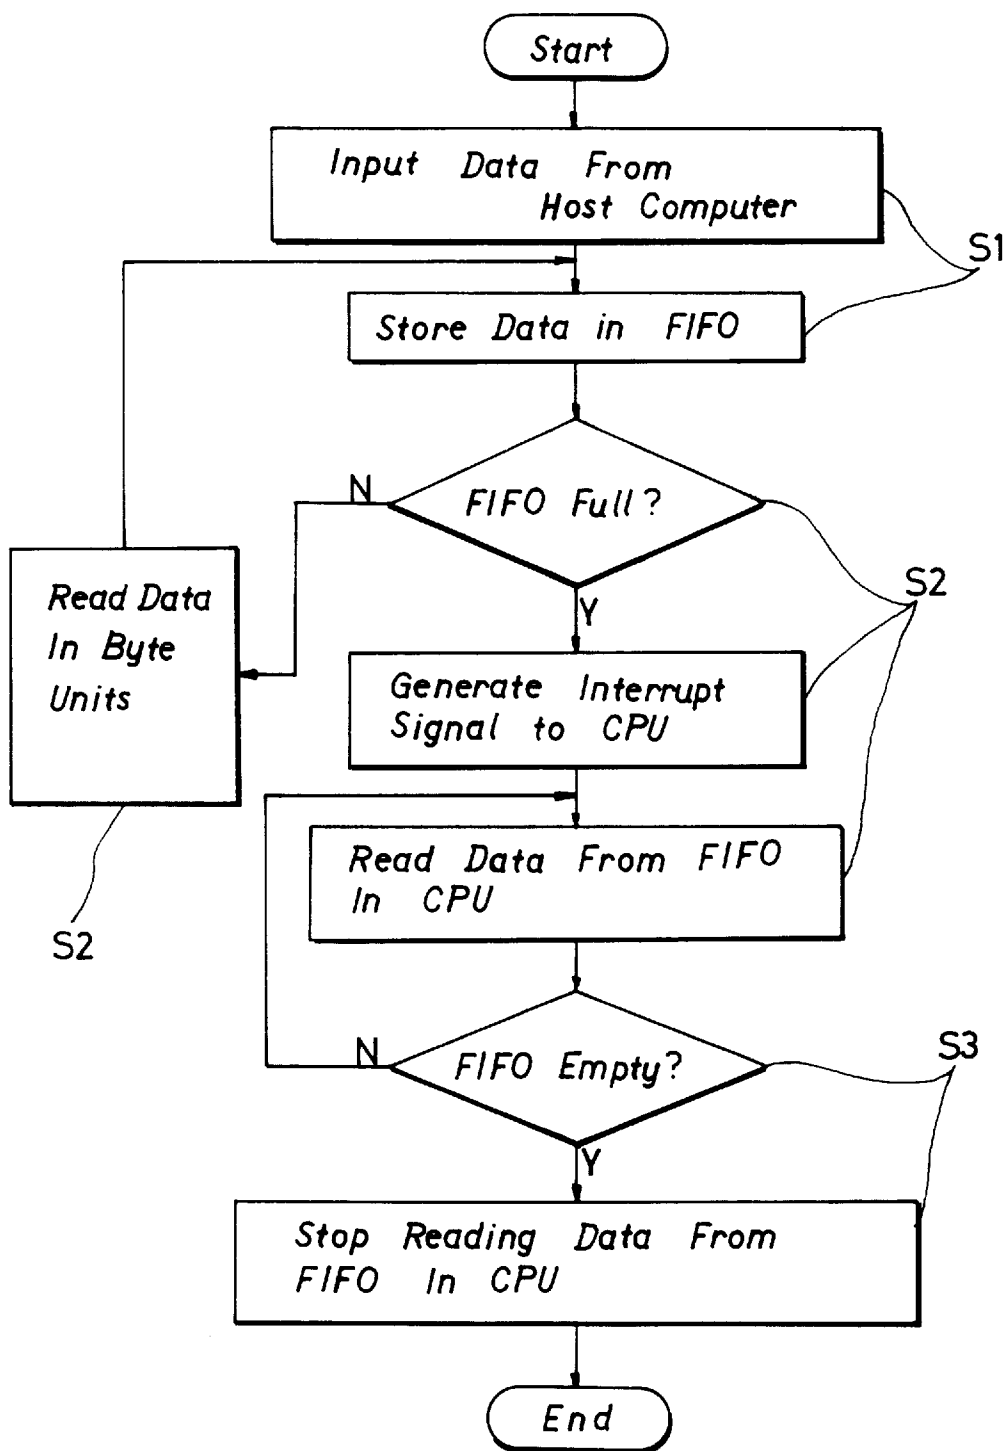 Start
Input Data From
Host Computer
S1
Store Data in FIFO
N
FIFO Full?
Y
S2
Read Data
In Byte
Units
Generate Interrupt
Signal to CPU
Read Data From FIFO
In CPU
S2
N
FIFO Empty?
Y
S3
Stop Reading Data From
FIFO In CPU
End